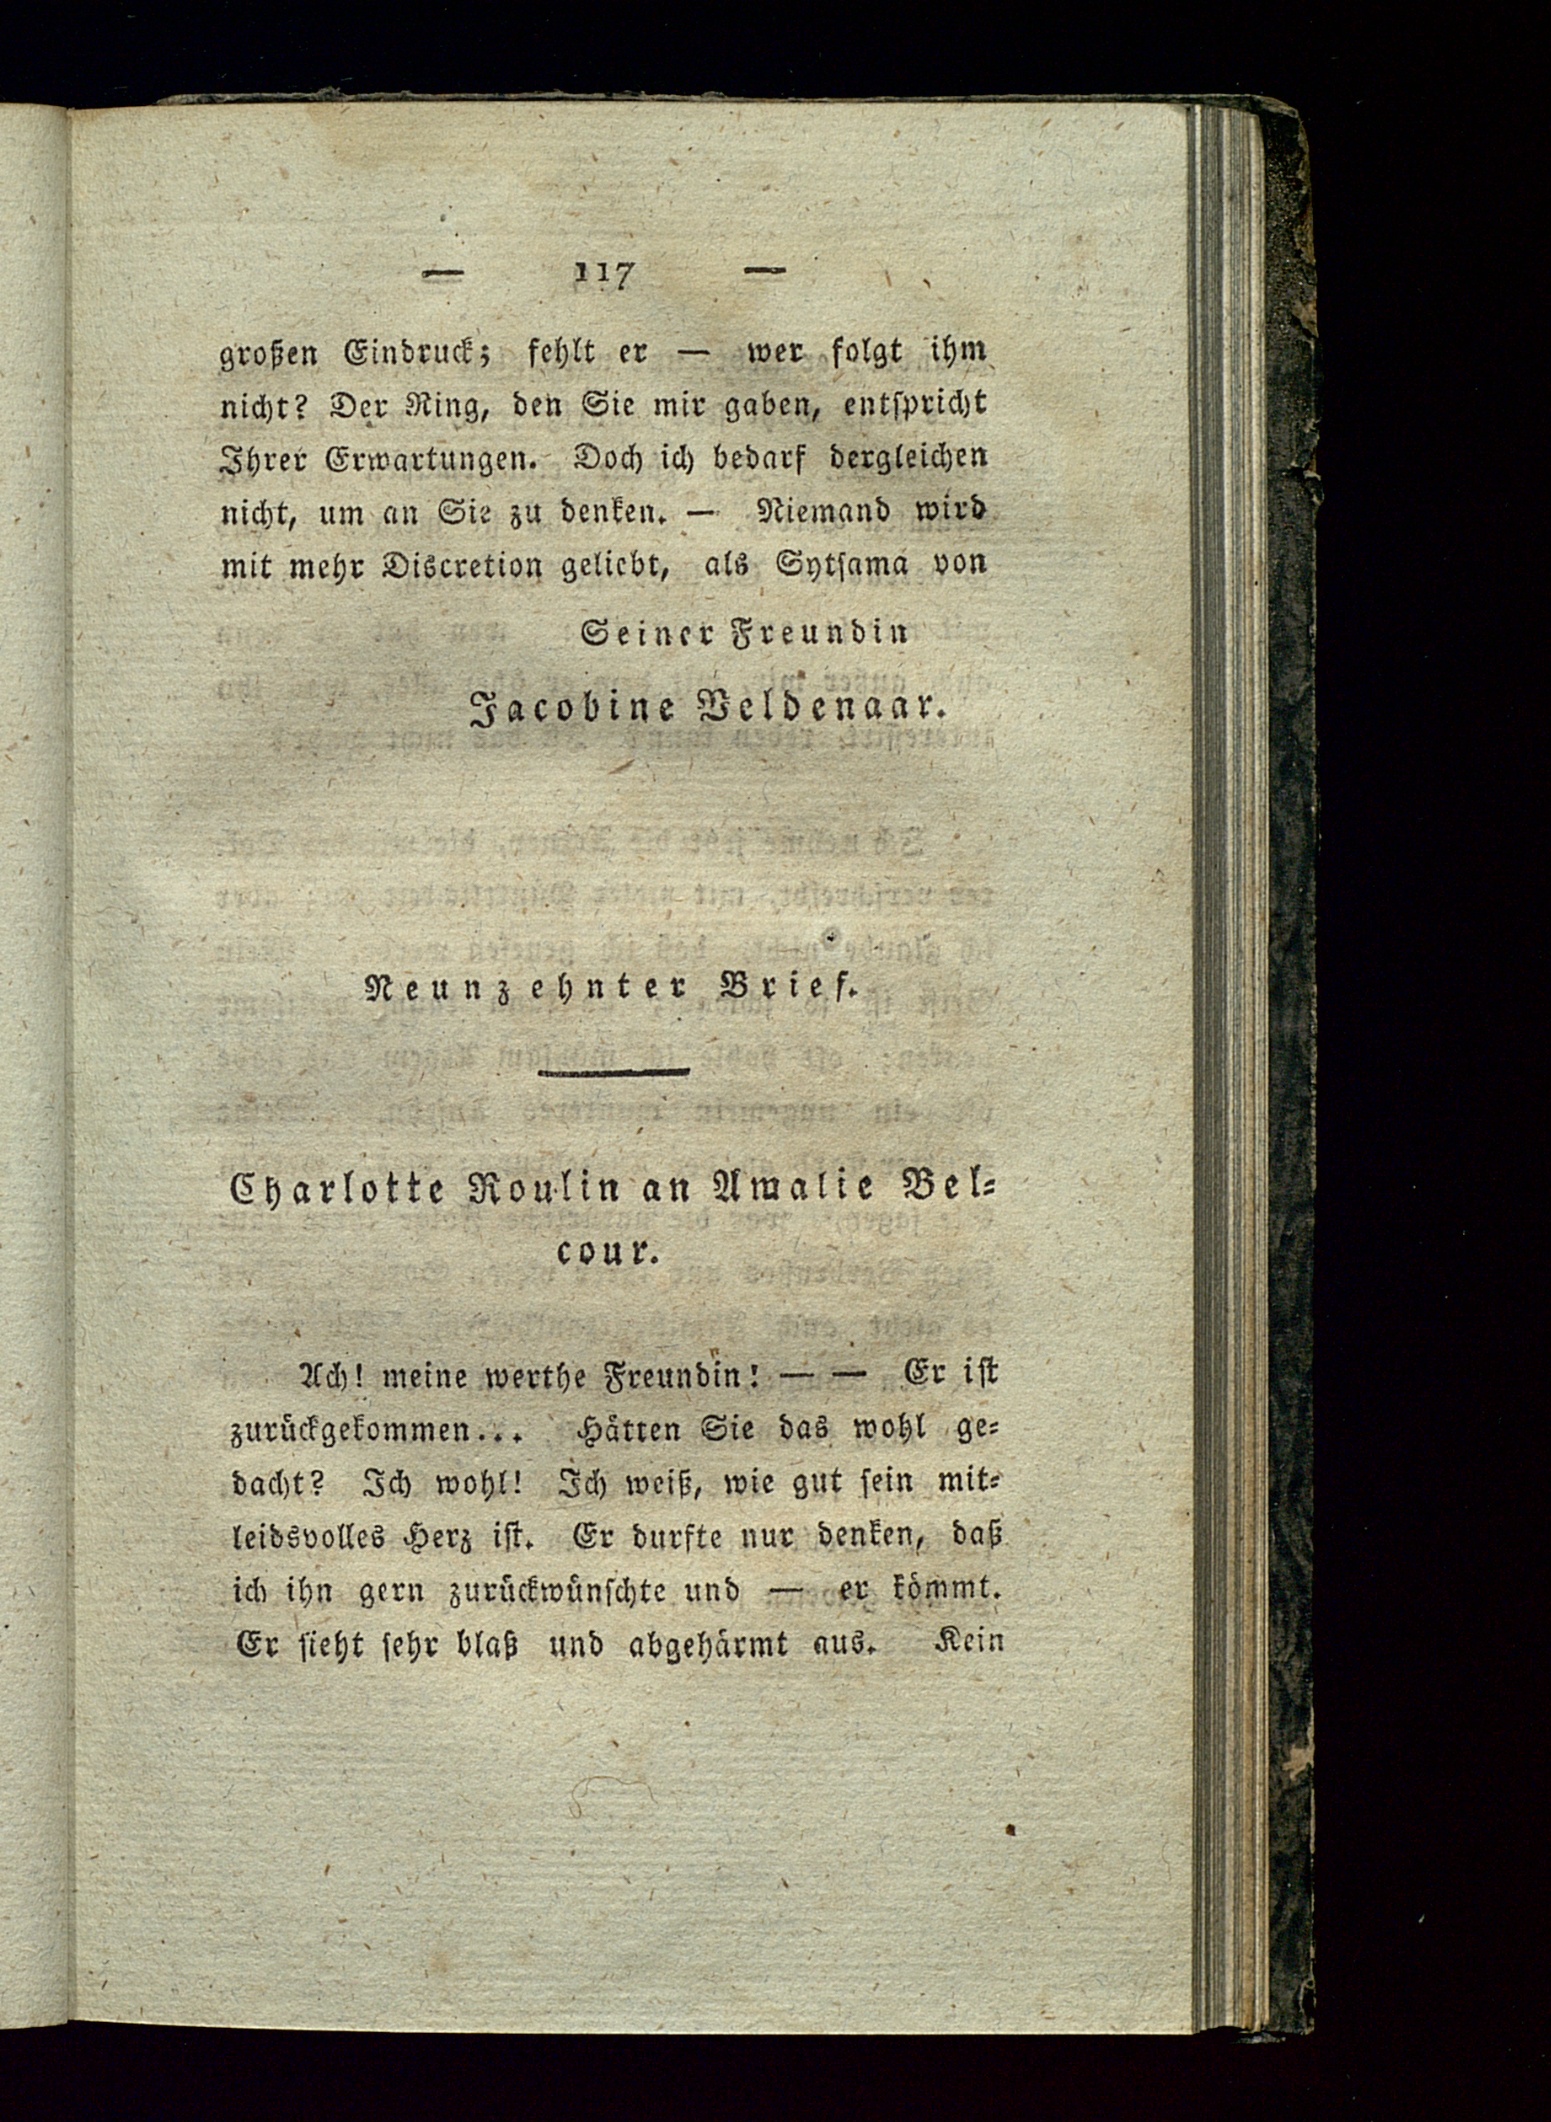 — 117 —
großen Eindruck; fehlt er — wer folgt ihm
nicht? Der Ring, den Sie mir gaben, entspricht
Ihrer Erwartungen. Doch ich bedarf dergleichen
nicht, um an Sie zu denken. — Niemand wird
mit mehr Discretion geliebt, als Sytsama von
Seiner Freundin
Jacobine Veldenaar.
Neunzehnter Brief.
Charlotte Roulin an Amalie Bel-
cour.
Ach! meine werthe Freundin! — — Er ist
zurückgekommen... Hätten Sie das wohl ge-
dacht? Ich wohl! Ich weiß, wie gut sein mit-
leidsvolles Herz ist. Er durfte nur denken, daß
ich ihn gern zurückwünschte und — er kömmt.
Er sieht sehr blaß und abgehärmt aus. Kein